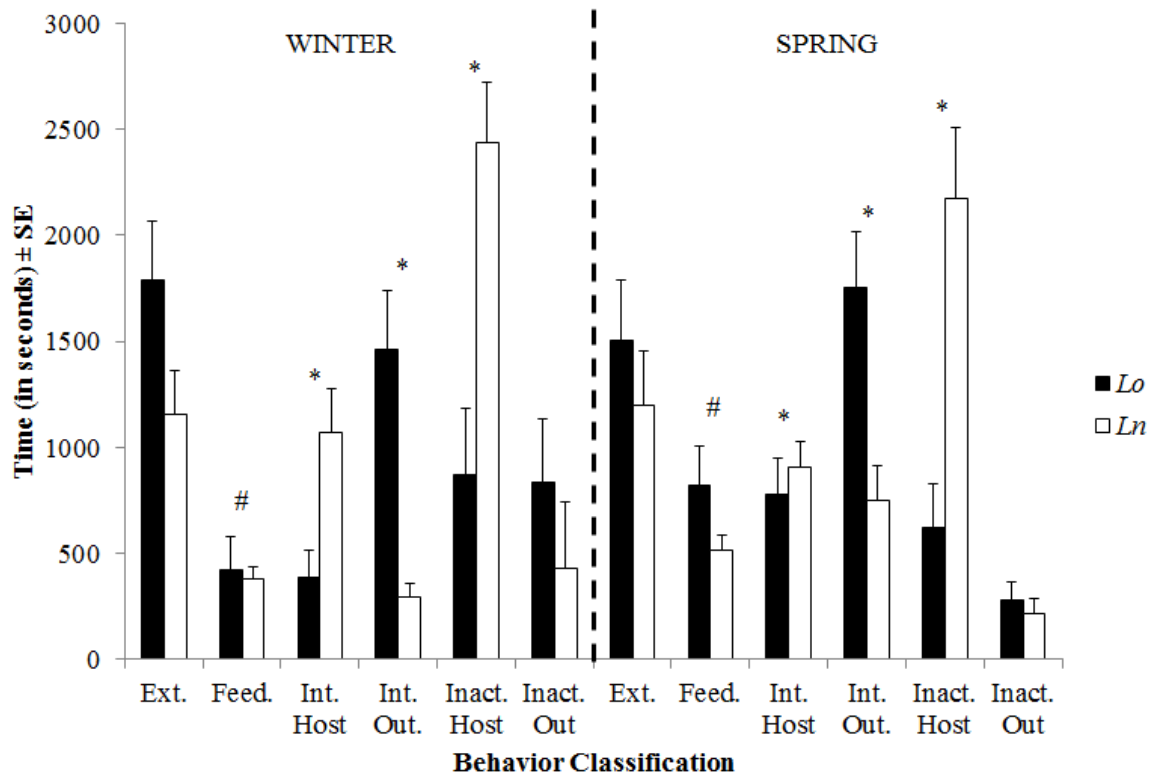 3000
2500
2000
1500
1000
500
0
Time (in seconds) ± SE
WINTER
SPRING
*
*
*
#
*
*
*
#
Lo
Ln
Ext. Feed. Int. Host Int. Out. Inact. Host Inact. Out Ext. Feed. Int. Host Int. Out. Inact. Host Inact. Out
Behavior Classification